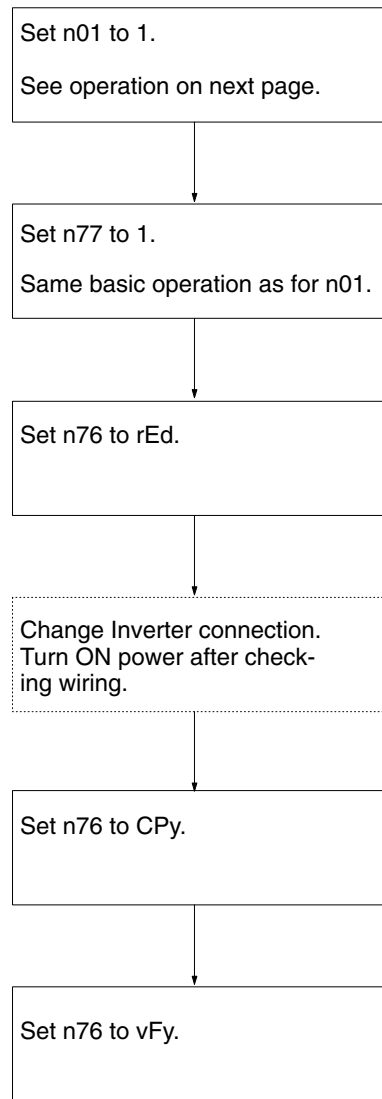 Set n01 to 1.
See operation on next page.
Set n77 to 1.
Same basic operation as for n01.
Set n76 to rEd.
Change Inverter connection.
Turn ON power after check-
ing wiring.
Set n76 to CPy.
Set n76 to vFy.